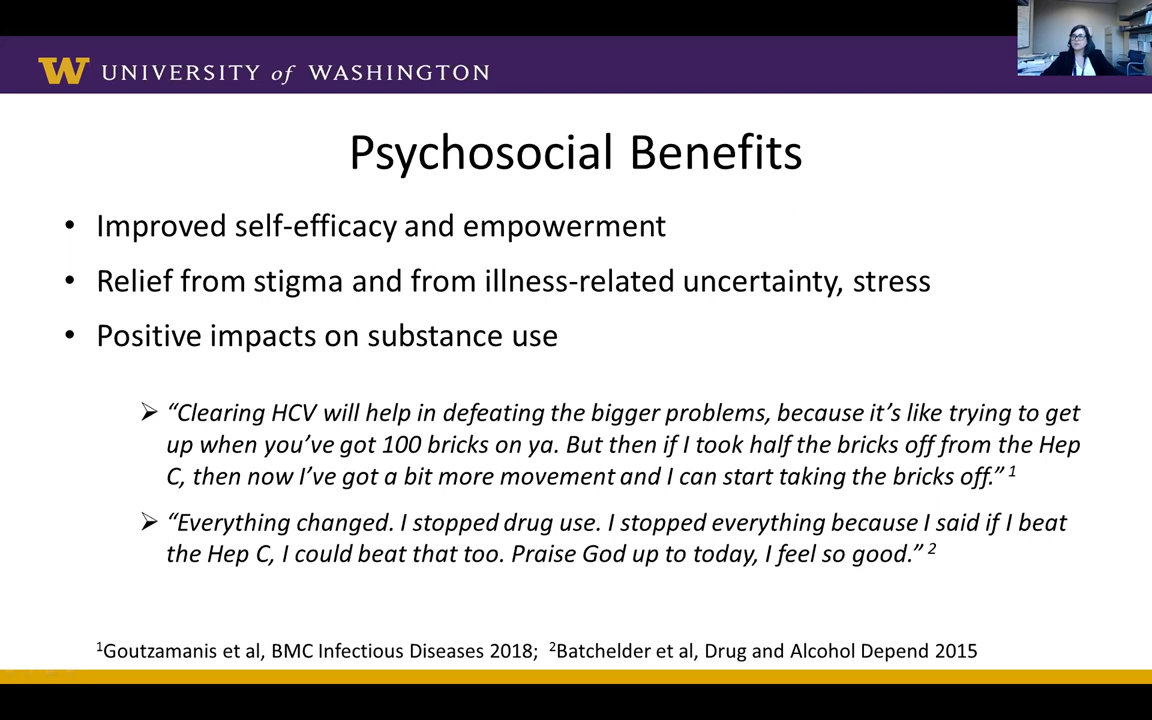 W UNIVERSITY of WASHINGTON
Psychosocial Benefits
• Improved self-efficacy and empowerment
• Relief from stigma and from illness-related uncertainty, stress
• Positive impacts on substance use
➢ “Clearing HCV will help in defeating the bigger problems, because it’s like trying to get
up when you’ve got 100 bricks on ya. But then if I took half the bricks off from the Hep
C, then now I’ve got a bit more movement and I can start taking the bricks off.” 1
➢ “Everything changed. I stopped drug use. I stopped everything because I said if I beat
the Hep C, I could beat that too. Praise God up to today, I feel so good.” 2
1Goutzamanis et al, BMC Infectious Diseases 2018; 2Batchelder et al, Drug and Alcohol Depend 2015